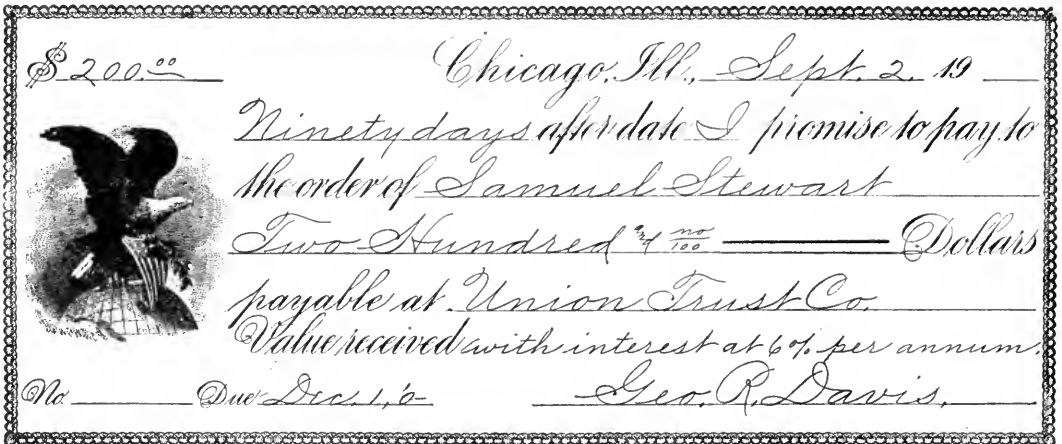 $ 200.00 Chicago, Ill., Sept. 2, 19
Ninety days after date I promise to pay to
the order of Samuel Stewart
Two Hundred & no/100 Dollars
payable at Union Trust Co.
Value received with interest at 6% per annum.
No Due Dec. 1, Geo. R. Davis.